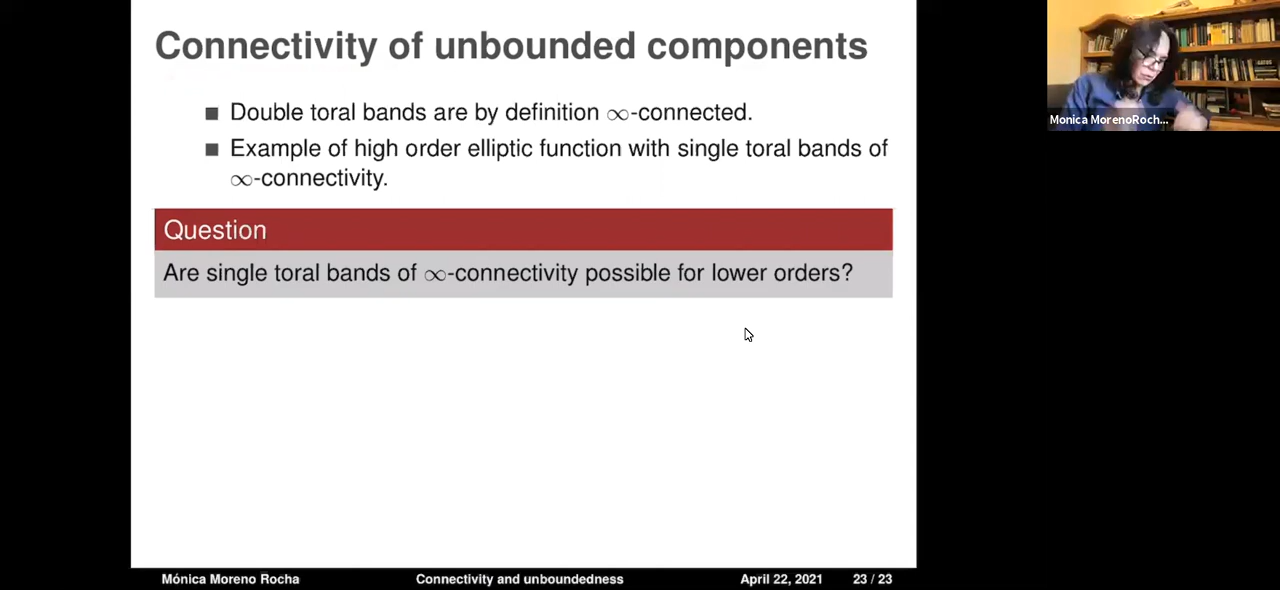 Connectivity of unbounded components
■ Double toral bands are by definition ∞-connected.
■ Example of high order elliptic function with single toral bands of
∞-connectivity.
Question
Are single toral bands of ∞-connectivity possible for lower orders?
Monica MorenoRoch...
Mónica Moreno Rocha Connectivity and unboundedness April 22, 2021 23 / 23